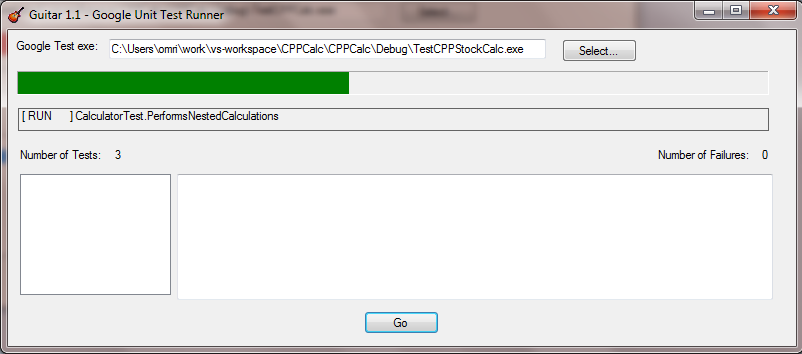 Guitar 1.1 - Google Unit Test Runner
Google Test exe: C:\Users\omri\work\vs-workspace\CPPCalc\CPPCalc\Debug\TestCPPStockCalc.exe Select...
[ RUN ] CalculatorTest.PerformsNestedCalculations
Number of Tests: 3 Number of Failures: 0
Go